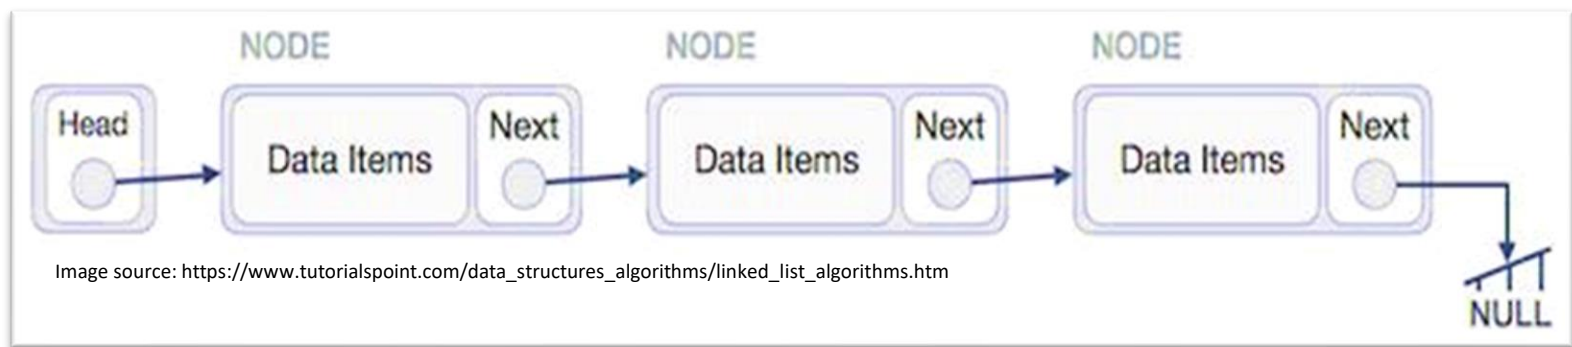 NODE NODE NODE
Head Next Next Next
Data Items Data Items Data Items
Image source: https://www.tutorialspoint.com/data_structures_algorithms/linked_list_algorithms.htm
NULL